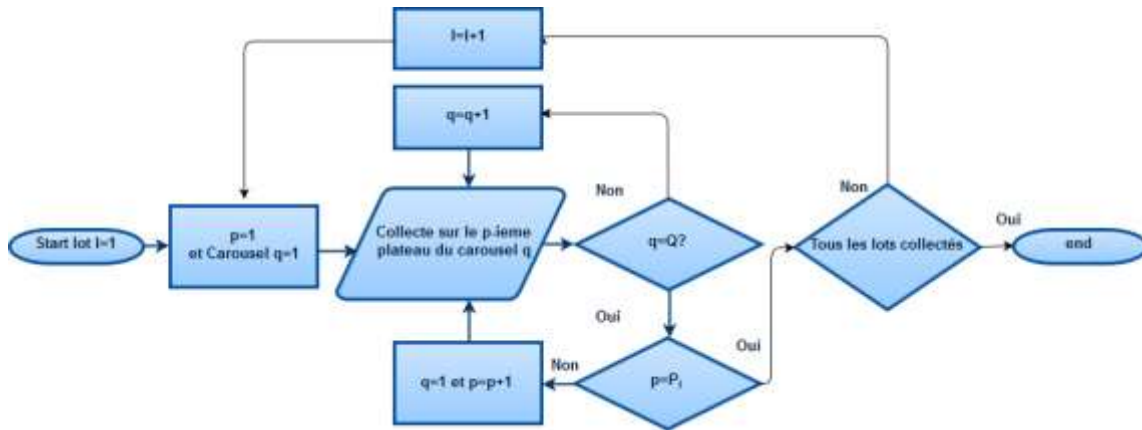 l=l+1
q=q+1
Non
Non
Start lot l=1
p=1
et Carousel q=1
Collecte sur le p-ieme
plateau du carousel q
q=Q?
Tous les lots collectés
Oui
end
Oui
Oui
q=1 et p=p+1
Non
p=Pₗ